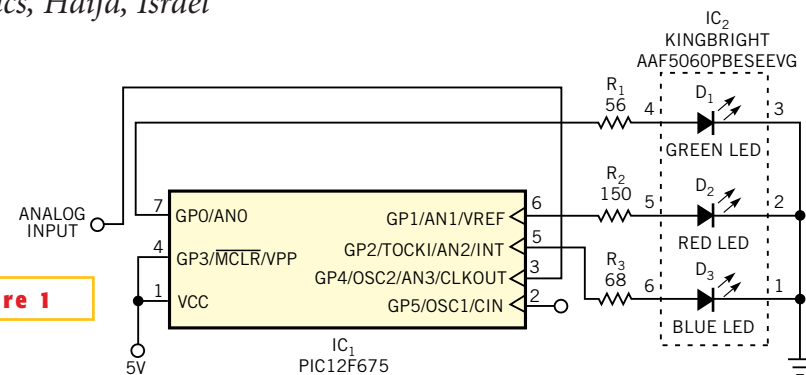 ics, Haifa, Israel
IC2
KINGBRIGHT
AAF5060PBESEEVG
R1
56
4
D1
3
GREEN LED
R2
150
5
D2
2
RED LED
R3
68
6
D3
1
BLUE LED
ANALOG
INPUT
7
GP0/AN0
4
GP3/MCLR/VPP
1
VCC
GP1/AN1/VREF
6
GP2/TOCKI/AN2/INT
5
GP4/OSC2/AN3/CLKOUT
3
GP5/OSC1/CIN
2
re 1
5V
IC1
PIC12F675